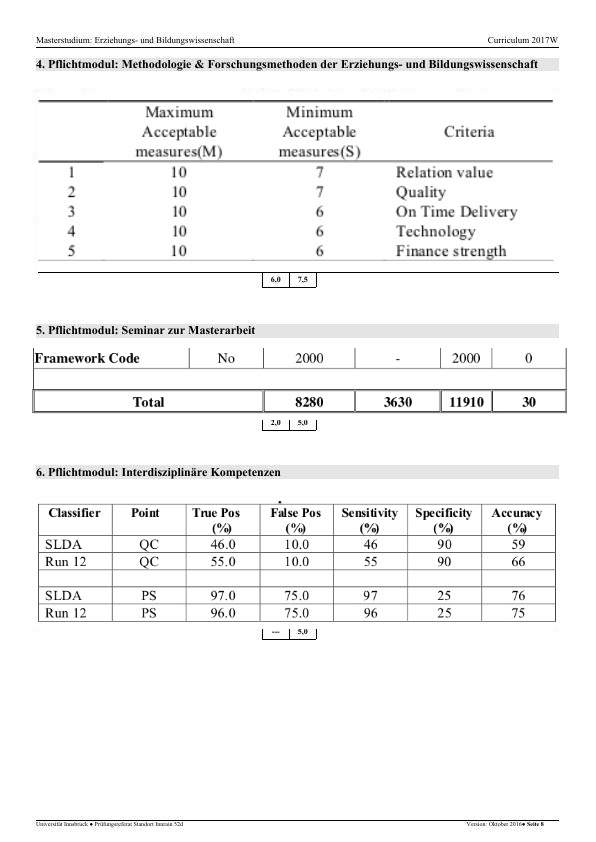 Masterstudium: Erziehungs- und Bildungswissenschaft Curriculum 2017W
4. Pflichtmodul: Methodologie & Forschungsmethoden der Erziehungs- und Bildungswissenschaft
Maximum Acceptable measures(M) Minimum Acceptable measures(S) Criteria
1 10 7 Relation value
2 10 7 Quality
3 10 6 On Time Delivery
4 10 6 Technology
5 10 6 Finance strength
6,0 7,5
5. Pflichtmodul: Seminar zur Masterarbeit
Framework Code No 2000 - 2000 0
Total 8280 3630 11910 30
2,0 5,0
6. Pflichtmodul: Interdisziplinäre Kompetenzen
Classifier Point True Pos (%) False Pos (%) Sensitivity (%) Specificity (%) Accuracy (%)
SLDA QC 46.0 10.0 46 90 59
Run 12 QC 55.0 10.0 55 90 66
SLDA PS 97.0 75.0 97 25 76
Run 12 PS 96.0 75.0 96 25 75
--- 5,0
Universität Innsbruck ● Prüfungsreferat Standort Innrain 52d Version: Oktober 2016● Seite 8